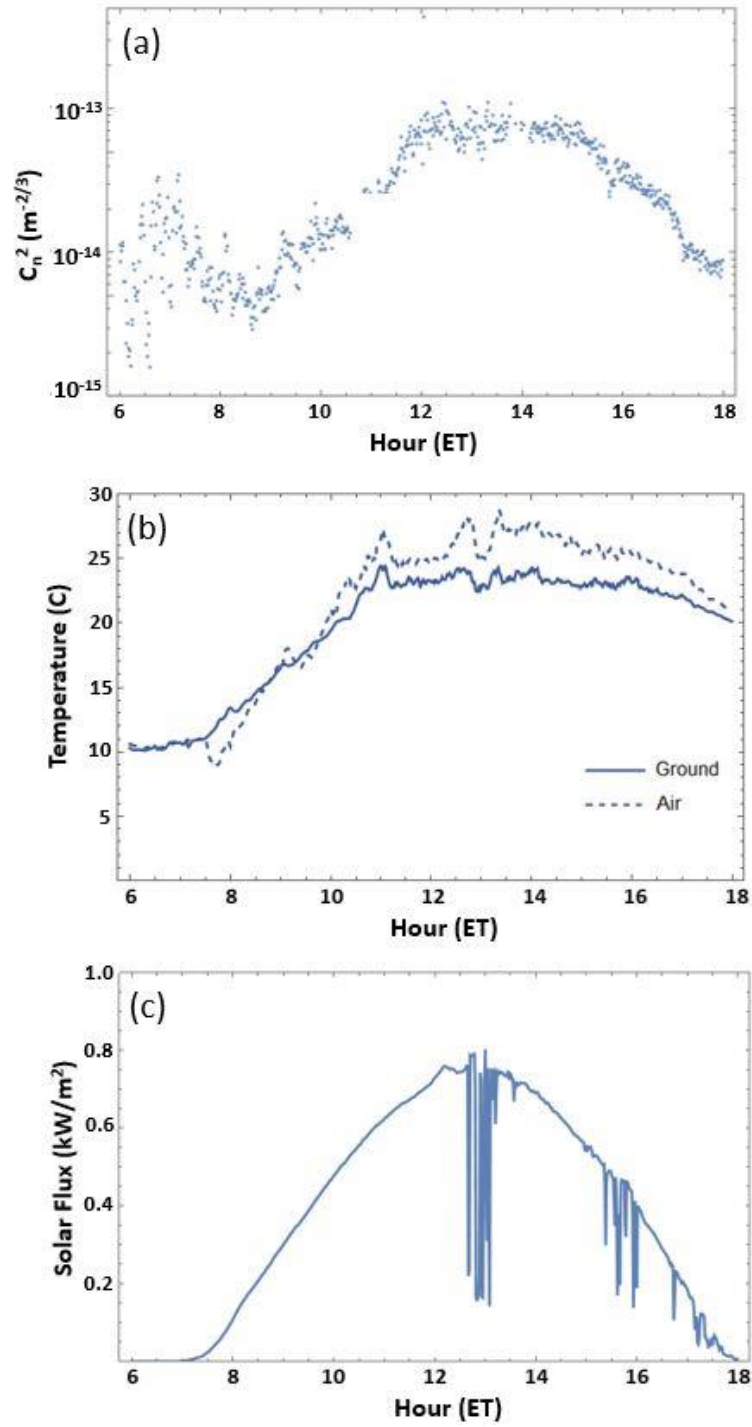 (a)
10-13
10-14
10-15
Cn2 (m-2/3)
6 8 10 12 14 16 18
Hour (ET)
(b)
30
25
20
15
10
5
Temperature (C)
Ground
Air
6 8 10 12 14 16 18
Hour (ET)
(c)
1.0
0.8
0.6
0.4
0.2
Solar Flux (kW/m2)
6 8 10 12 14 16 18
Hour (ET)